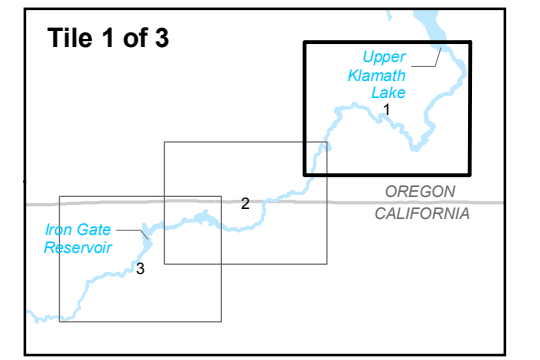 Tile 1 of 3
Upper
Klamath
Lake
1
OREGON
CALIFORNIA
2
Iron Gate
Reservoir
3